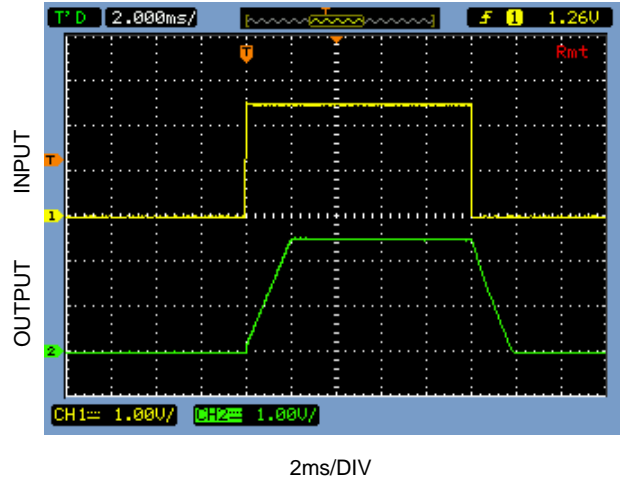 T'D 2.000ms/ T f 1 1.26V
T Rmt
INPUT
T
1
OUTPUT
2
CH1 1.00V/ CH2 1.00V/
2ms/DIV